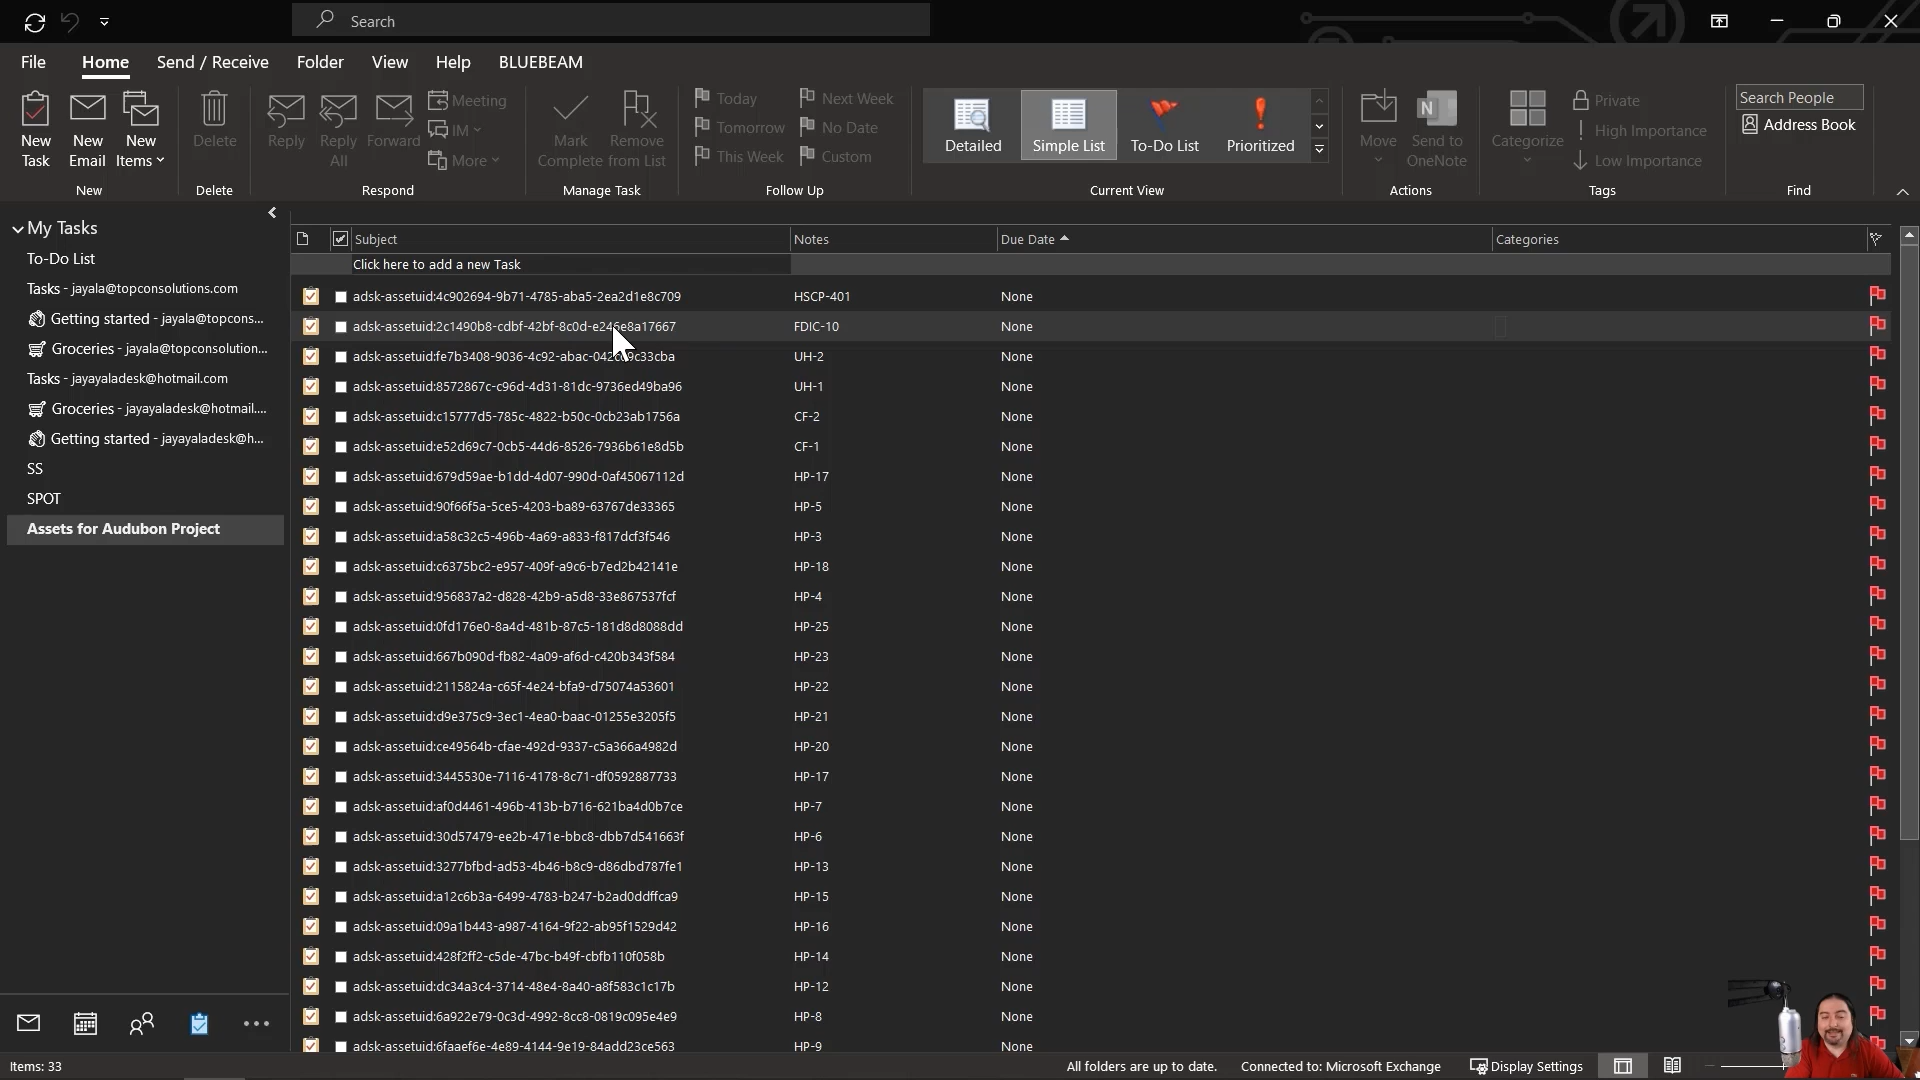 Search
File Home Send / Receive Folder View Help BLUEBEAM
New Task
New Email
New Items
Delete
Reply
Reply All
Forward
Meeting
IM
More
Mark Complete
Remove from List
Today
Tomorrow
This Week
Next Week
No Date
Custom
Detailed
Simple List
To-Do List
Prioritized
Move
Send to OneNote
Categorize
Private
High Importance
Low Importance
Search People
Address Book
New Delete Respond Manage Task Follow Up Current View Actions Tags Find
My Tasks
To-Do List
Tasks - jayala@topconsolutions.com
Getting started - jayala@topcons...
Groceries - jayala@topconsolution...
Tasks - jayayaladesk@hotmail.com
Groceries - jayayaladesk@hotmail....
Getting started - jayayaladesk@h...
SS
SPOT
Assets for Audubon Project
Subject Notes Due Date Categories
Click here to add a new Task
adsk-assetuid:4c902694-9b71-4785-aba5-2ea2d1e8c709 HSCP-401 None
adsk-assetuid:2c1490b8-cdbf-42bf-8c0d-e246e8a17667 FDIC-10 None
UH-2 None
adsk-assetuid:8572867c-c96d-4d31-81dc-9736ed49ba96 UH-1 None
adsk-assetuid:c15777d5-785c-4822-b50c-0cb23ab1756a CF-2 None
adsk-assetuid:e52d69c7-0cb5-44d6-8526-7936b61e8d5b CF-1 None
adsk-assetuid:679d59ae-b1dd-4d07-990d-0af45067112d HP-17 None
adsk-assetuid:90f66f5a-5ce5-4203-ba89-63767de33365 HP-5 None
adsk-assetuid:a58c32c5-496b-4a69-a833-f817dcf3f546 HP-3 None
adsk-assetuid:c6375bc2-e957-409f-a9c6-b7ed2b42141e HP-18 None
adsk-assetuid:956837a2-d828-42b9-a5d8-33e867537fcf HP-4 None
adsk-assetuid:0fd176e0-8a4d-481b-87c5-181d8d8088dd HP-25 None
adsk-assetuid:667b090d-fb82-4a09-af6d-c420b343f584 HP-23 None
adsk-assetuid:2115824a-c65f-4e24-bfa9-d75074a53601 HP-22 None
adsk-assetuid:d9e375c9-3ec1-4ea0-baac-01255e3205f5 HP-21 None
adsk-assetuid:ce49564b-cfae-492d-9337-c5a366a4982d HP-20 None
adsk-assetuid:3445530e-7116-4178-8c71-df0592887733 HP-17 None
adsk-assetuid:af0d4461-496b-413b-b716-621ba4d0b7ce HP-7 None
adsk-assetuid:30d57479-ee2b-471e-bbc8-dbb7d541663f HP-6 None
adsk-assetuid:3277bfbd-ad53-4b46-b8c9-d86dbd787fe1 HP-13 None
adsk-assetuid:a12c6b3a-6499-4783-b247-b2ad0ddffca9 HP-15 None
adsk-assetuid:09a1b443-a987-4164-9f22-ab95f1529d42 HP-16 None
adsk-assetuid:428f2ff2-c5de-47bc-b49f-cbfb110f058b HP-14 None
adsk-assetuid:dc34a3c4-3714-48e4-8a40-a8f583c1c17b HP-12 None
adsk-assetuid:6a922e79-0c3d-4992-8cc8-0819c095e4e9 HP-8 None
adsk-assetuid:6faaef6e-4e89-4144-9e19-84add23ce563 HP-9 None
Items: 33 All folders are up to date. Connected to: Microsoft Exchange Display Settings